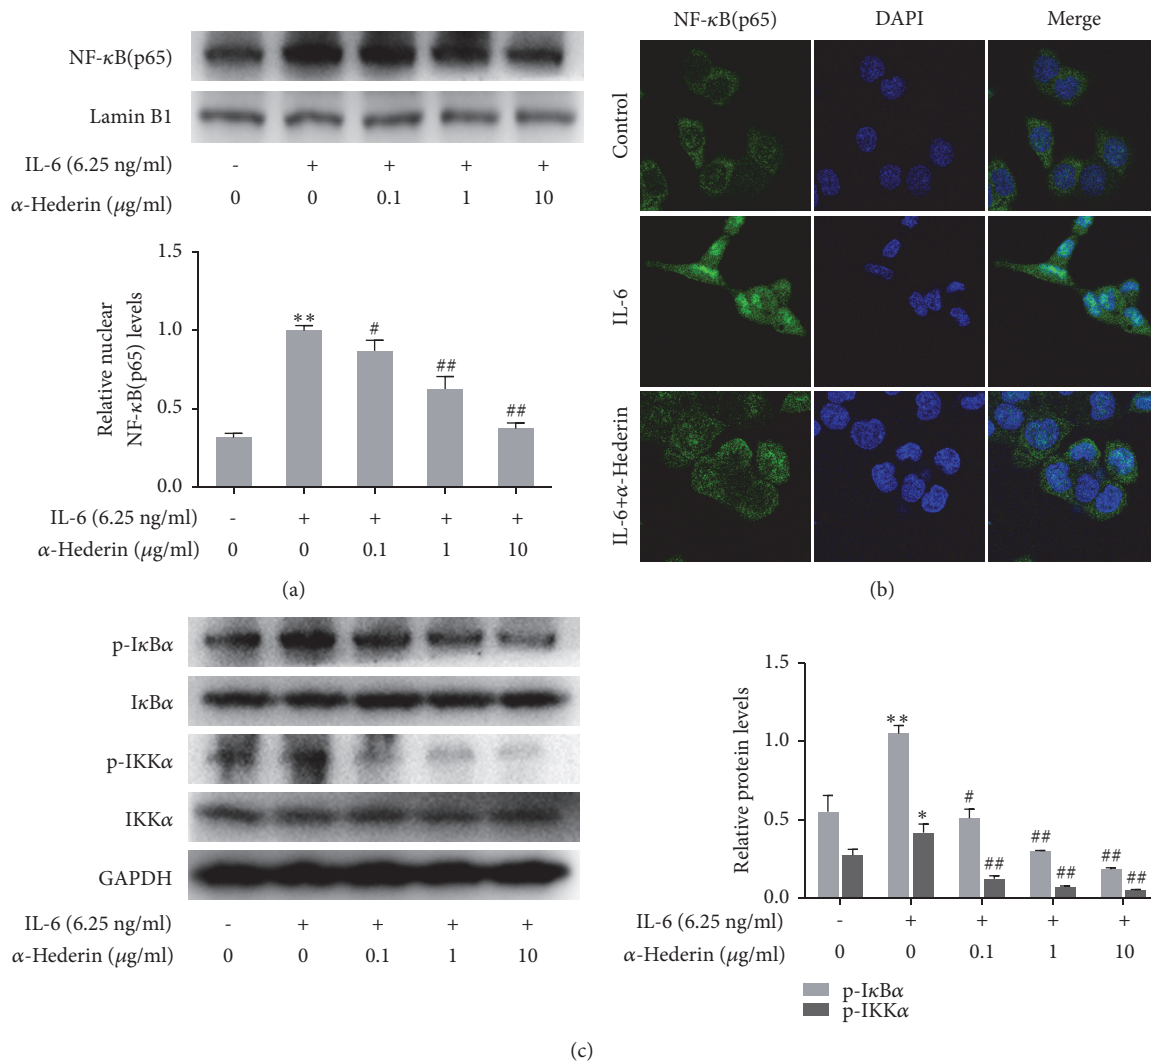 NF-κB(p65)
Lamin B1
IL-6 (6.25 ng/ml) - + + + +
α-Hederin (μg/ml) 0 0 0.1 1 10
Relative nuclear
NF-κB(p65) levels
1.5
1.0
0.5
0.0
** # ## ##
IL-6 (6.25 ng/ml) - + + + +
α-Hederin (μg/ml) 0 0 0.1 1 10
(a)
NF-κB(p65) DAPI Merge
Control
IL-6
IL-6+α-Hederin
(b)
p-IκBα
IκBα
p-IKKα
IKKα
GAPDH
IL-6 (6.25 ng/ml) - + + + +
α-Hederin (μg/ml) 0 0 0.1 1 10
Relative protein levels
1.5
1.0
0.5
0.0
** * # ## ## ## ## ##
IL-6 (6.25 ng/ml) - + + + +
α-Hederin (μg/ml) 0 0 0.1 1 10
p-IκBα
p-IKKα
(c)